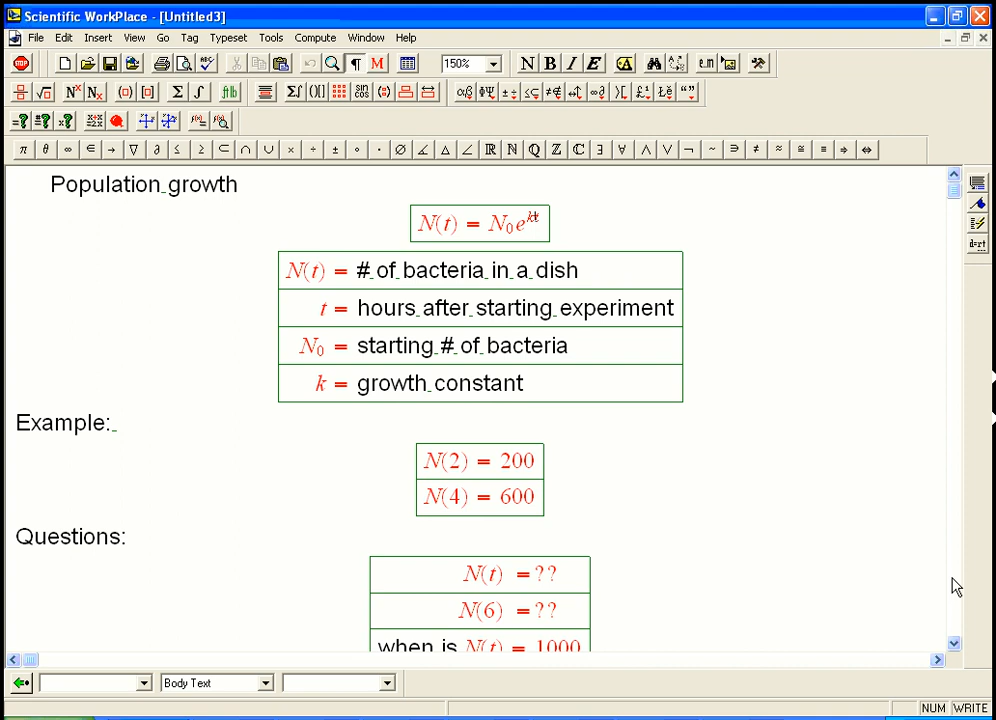 Scientific WorkPlace - [Untitled3]
File Edit Insert View Go Tag Typeset Tools Compute Window Help
150%
Population growth
N(t) = N₀e^{kt}
N(t) = # of bacteria in a dish
t = hours after starting experiment
N₀ = starting # of bacteria
k = growth constant
Example:
N(2) = 200
N(4) = 600
Questions:
N(t) = ??
N(6) = ??
when is N(t) = 1000
Body Text
NUM WRITE